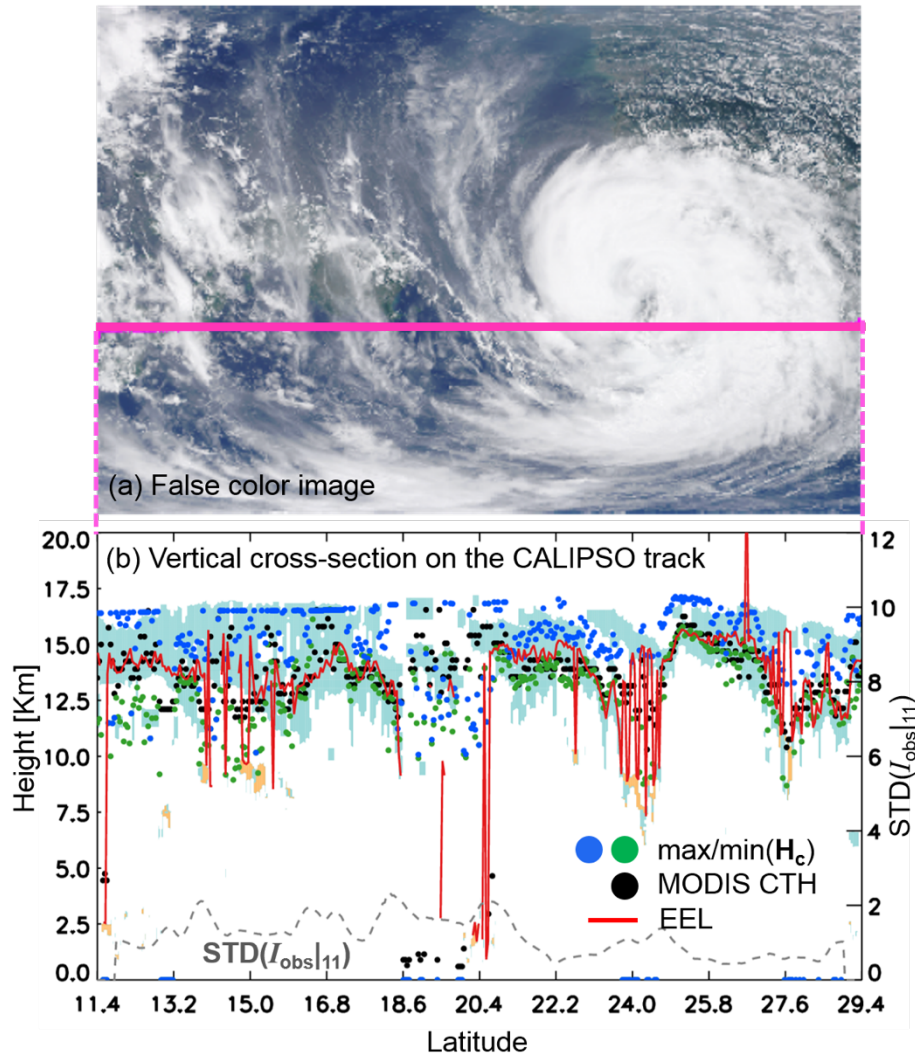 (a) False color image
(b) Vertical cross-section on the CALIPSO track
20.0
17.5
15.0
12.5
10.0
7.5
5.0
2.5
0.0
Height [Km]
12
10
8
6
4
2
0
STD(I_obs|11)
max/min(H_c)
MODIS CTH
EEL
STD(I_obs|11)
11.4 13.2 15.0 16.8 18.6 20.4 22.2 24.0 25.8 27.6 29.4
Latitude